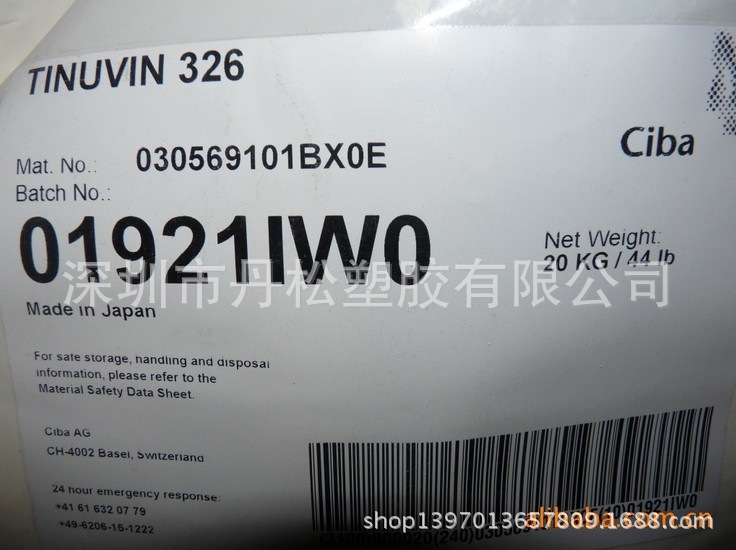 TINUVIN 326
Ciba
Mat. No.: 030569101BX0E
Batch No.:
01921IW0
Net Weight:
20 KG / 44 lb
深圳市丹松塑胶有限公司
Made in Japan
For safe storage, handling and disposal
information, please refer to the
Material Safety Data Sheet.
Ciba AG
CH-4002 Basel, Switzerland
24 hour emergency response:
+41 61 632 07 79
+49-6206-15-1222
shop1397013657809.1688.com
alibaba.com.cn